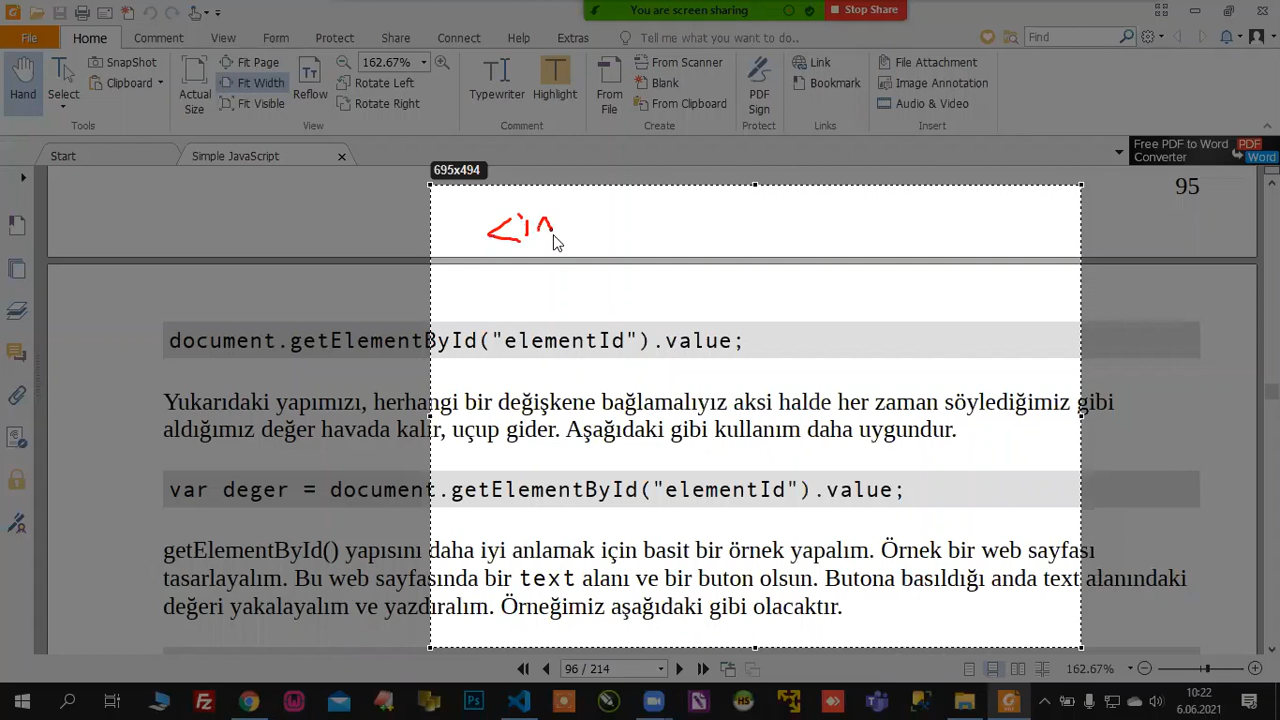 You are screen sharing Stop Share
File Home Comment View Form Protect Share Connect Help Extras Tell me what you want to do... Find
Hand Select SnapShot Clipboard
Actual Size Fit Page Fit Width Fit Visible Reflow 162.67% Rotate Left Rotate Right
Typewriter Highlight From File From Scanner Blank From Clipboard PDF Sign Link Bookmark File Attachment Image Annotation Audio & Video
Tools View Comment Create Protect Links Insert
Start Simple JavaScript Free PDF to Word Converter PDF Word
695x494
95
<in
document.getElementById("elementId").value;
Yukarıdaki yapımızı, herhangi bir değişkene bağlamalıyız aksi halde her zaman söylediğimiz gibi
aldığımız değer havada kalır, uçup gider. Aşağıdaki gibi kullanım daha uygundur.
var deger = document.getElementById("elementId").value;
getElementById() yapısını daha iyi anlamak için basit bir örnek yapalım. Örnek bir web sayfası
tasarlayalım. Bu web sayfasında bir text alanı ve bir buton olsun. Butona basıldığı anda text alanındaki
değeri yakalayalım ve yazdıralım. Örneğimiz aşağıdaki gibi olacaktır.
96 / 214 162.67%
10:22
6.06.2021